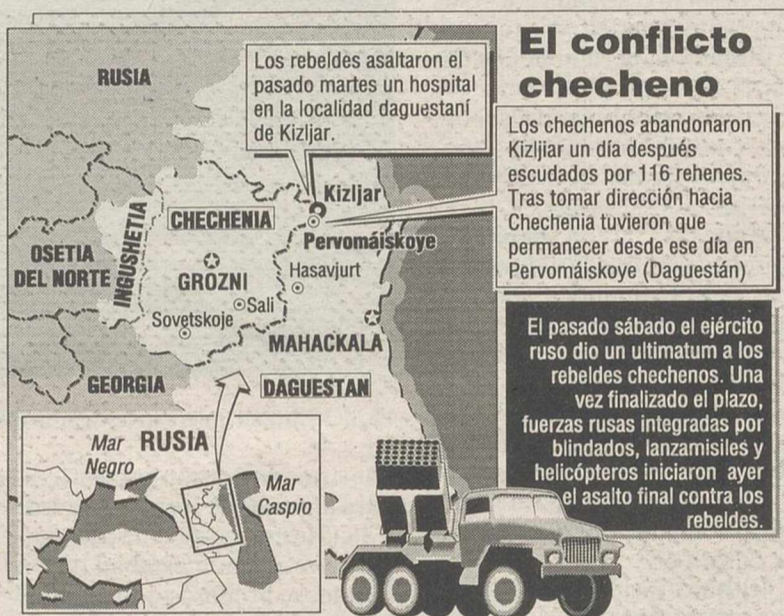 El conflicto
checheno
Los rebeldes asaltaron el
pasado martes un hospital
en la localidad daguestaní
de Kizljar.
Los chechenos abandonaron
Kizljiar un día después
escudados por 116 rehenes.
Tras tomar dirección hacia
Chechenia tuvieron que
permanecer desde ese día en
Pervomáiskoye (Daguestán)
El pasado sábado el ejército
ruso dio un ultimatum a los
rebeldes chechenos. Una
vez finalizado el plazo,
fuerzas rusas integradas por
blindados, lanzamisiles y
helicópteros iniciaron ayer
el asalto final contra los
rebeldes.
RUSIA
Kizljar
CHECHENIA
Pervomáiskoye
INGUSHETIA
OSETIA
DEL NORTE
GROZNI
Hasavjurt
Sali
Sovetskoje
MAHACKALA
GEORGIA
DAGUESTAN
RUSIA
Mar
Negro
Mar
Caspio